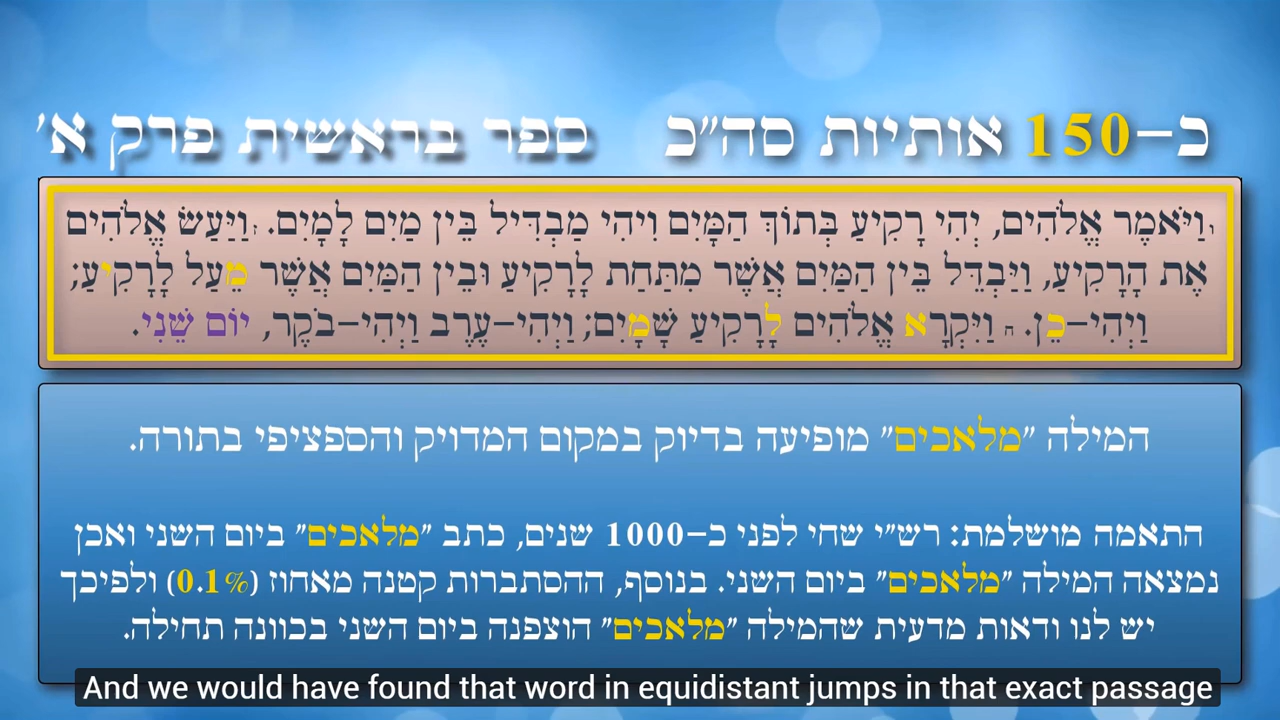 כ–150 אותיות סה״כ ספר בראשית פרק א׳
ו וַיֹּאמֶר אֱלֹהִים, יְהִי רָקִיעַ בְּתוֹךְ הַמָּיִם וִיהִי מַבְדִּיל בֵּין מַיִם לָמָיִם. ז וַיַּעַשׂ אֱלֹהִים
אֶת הָרָקִיעַ, וַיַּבְדֵּל בֵּין הַמַּיִם אֲשֶׁר מִתַּחַת לָרָקִיעַ וּבֵין הַמַּיִם אֲשֶׁר מֵעַל לָרָקִיעַ;
וַיְהִי–כֵן. ח וַיִּקְרָא אֱלֹהִים לָרָקִיעַ שָׁמָיִם; וַיְהִי–עֶרֶב וַיְהִי–בֹקֶר, יוֹם שֵׁנִי.
המילה ״מלאכים״ מופיעה בדיוק במקום המדויק והספציפי בתורה.
התאמה מושלמת: רש״י שחי לפני כ–1000 שנים, כתב ״מלאכים״ ביום השני ואכן
נמצאה המילה ״מלאכים״ ביום השני. בנוסף, ההסתברות קטנה מאחוז (0.1%) ולפיכך
יש לנו ודאות מדעית שהמילה ״מלאכים״ הוצפנה ביום השני בכוונה תחילה.
And we would have found that word in equidistant jumps in that exact passage